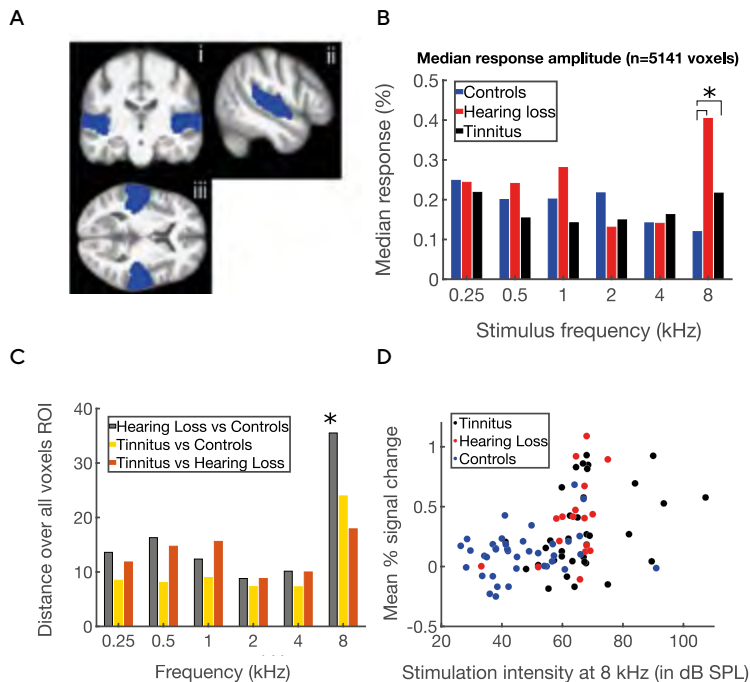 A
i
ii
iii
B
Median response amplitude (n=5141 voxels)
Controls
Hearing loss
Tinnitus
*
Median response (%)
0.5
0.4
0.3
0.2
0.1
0
0.25 0.5 1 2 4 8
Stimulus frequency (kHz)
C
Hearing Loss vs Controls
Tinnitus vs Controls
Tinnitus vs Hearing Loss
*
Distance over all voxels ROI
40
30
20
10
0
0.25 0.5 1 2 4 8
Frequency (kHz)
D
Tinnitus
Hearing Loss
Controls
Mean % signal change
1
0.5
0
-0.5
20 40 60 80 100
Stimulation intensity at 8 kHz (in dB SPL)